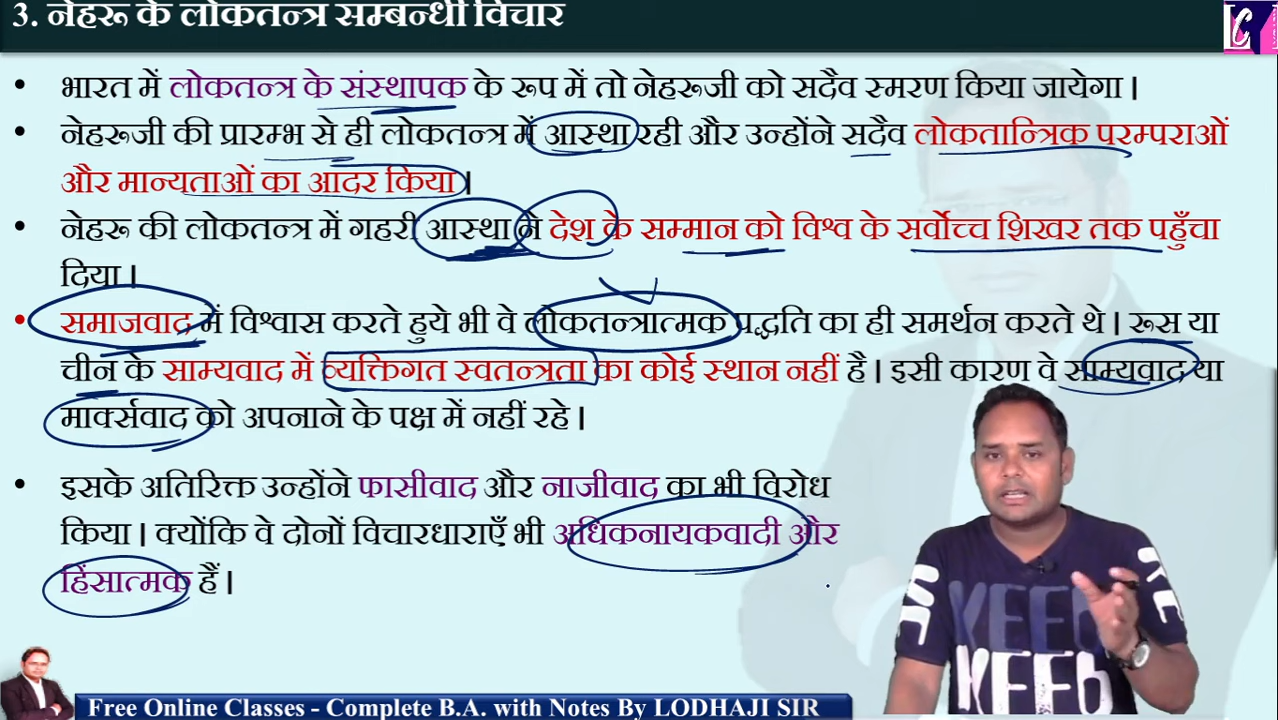 3. नेहरू के लोकतन्त्र सम्बन्धी विचार
LC
• भारत में लोकतन्त्र के संस्थापक के रूप में तो नेहरूजी को सदैव स्मरण किया जायेगा ।
• नेहरूजी की प्रारम्भ से ही लोकतन्त्र में आस्था रही और उन्होंने सदैव लोकतान्त्रिक परम्पराओं
और मान्यताओं का आदर किया ।
• नेहरू की लोकतन्त्र में गहरी आस्था ने देश के सम्मान को विश्व के सर्वोच्च शिखर तक पहुँचा
दिया ।
• समाजवाद में विश्वास करते हुये भी वे लोकतन्त्रात्मक पद्धति का ही समर्थन करते थे । रूस या
चीन के साम्यवाद में व्यक्तिगत स्वतन्त्रता का कोई स्थान नहीं है । इसी कारण वे साम्यवाद या
मार्क्सवाद को अपनाने के पक्ष में नहीं रहे ।
• इसके अतिरिक्त उन्होंने फासीवाद और नाजीवाद का भी विरोध
किया । क्योंकि वे दोनों विचारधाराएँ भी अधिकनायकवादी और
हिंसात्मक हैं ।
KEEP
KEEP
Free Online Classes - Complete B.A. with Notes By LODHAJI SIR